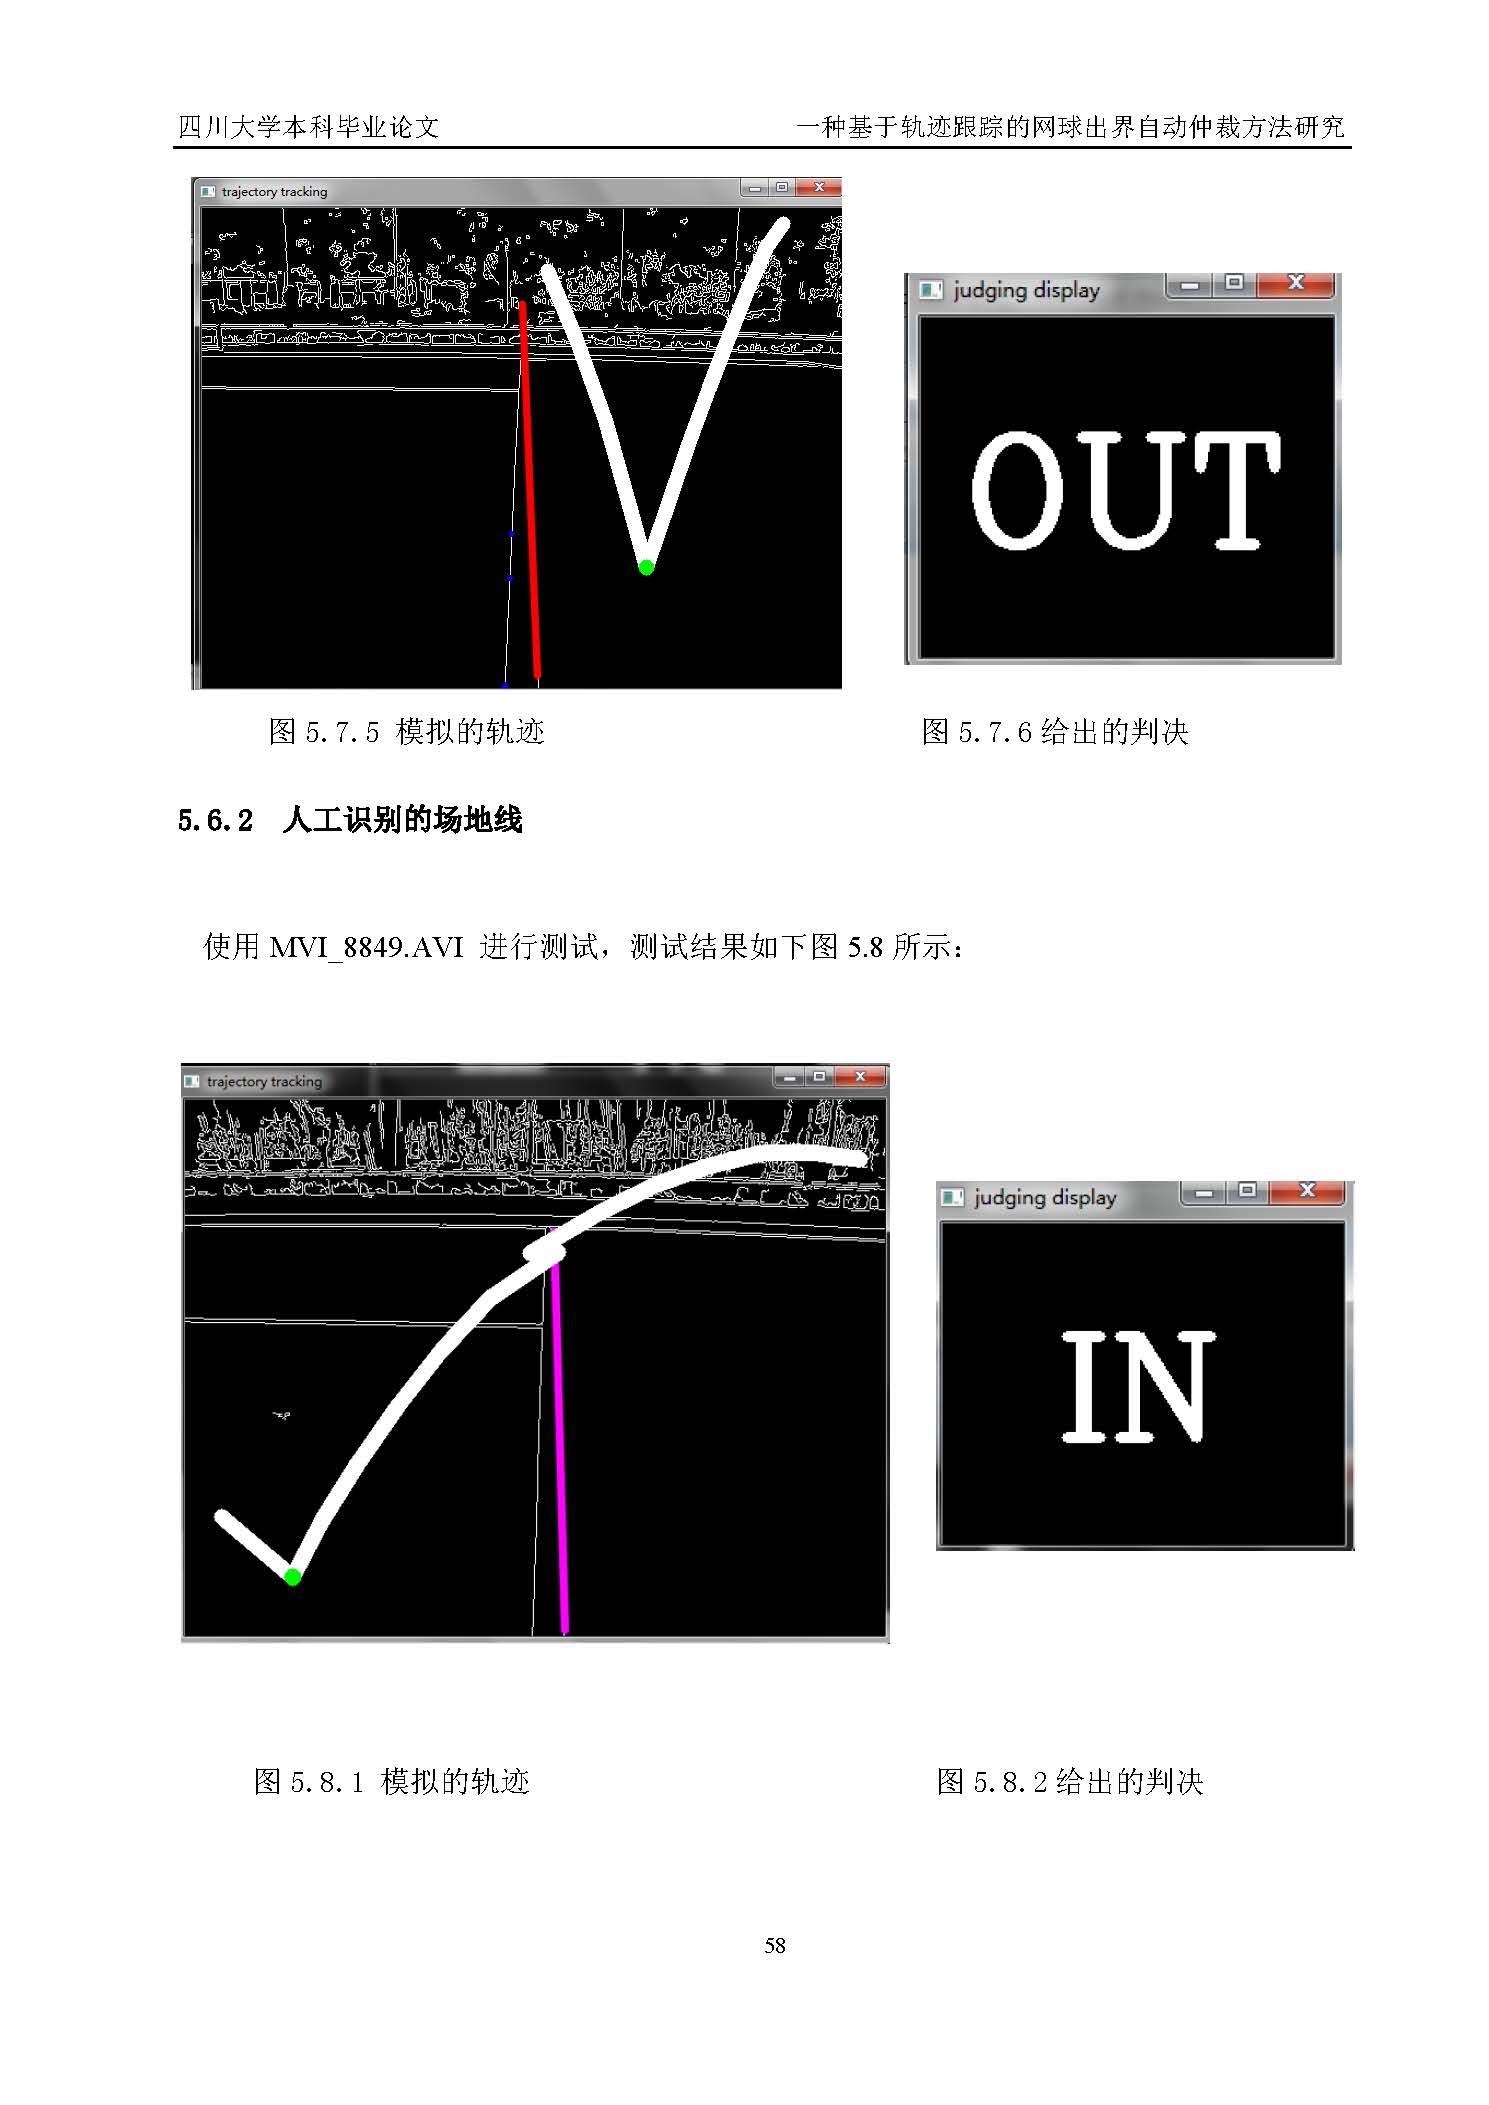 四川大学本科毕业论文 一种基于轨迹跟踪的网球出界自动仲裁方法研究
trajectory tracking
judging display
OUT
图 5.7.5 模拟的轨迹 图 5.7.6 给出的判决
5.6.2 人工识别的场地线
使用 MVI_8849.AVI 进行测试，测试结果如下图 5.8 所示：
trajectory tracking
judging display
IN
图 5.8.1 模拟的轨迹 图 5.8.2 给出的判决
58